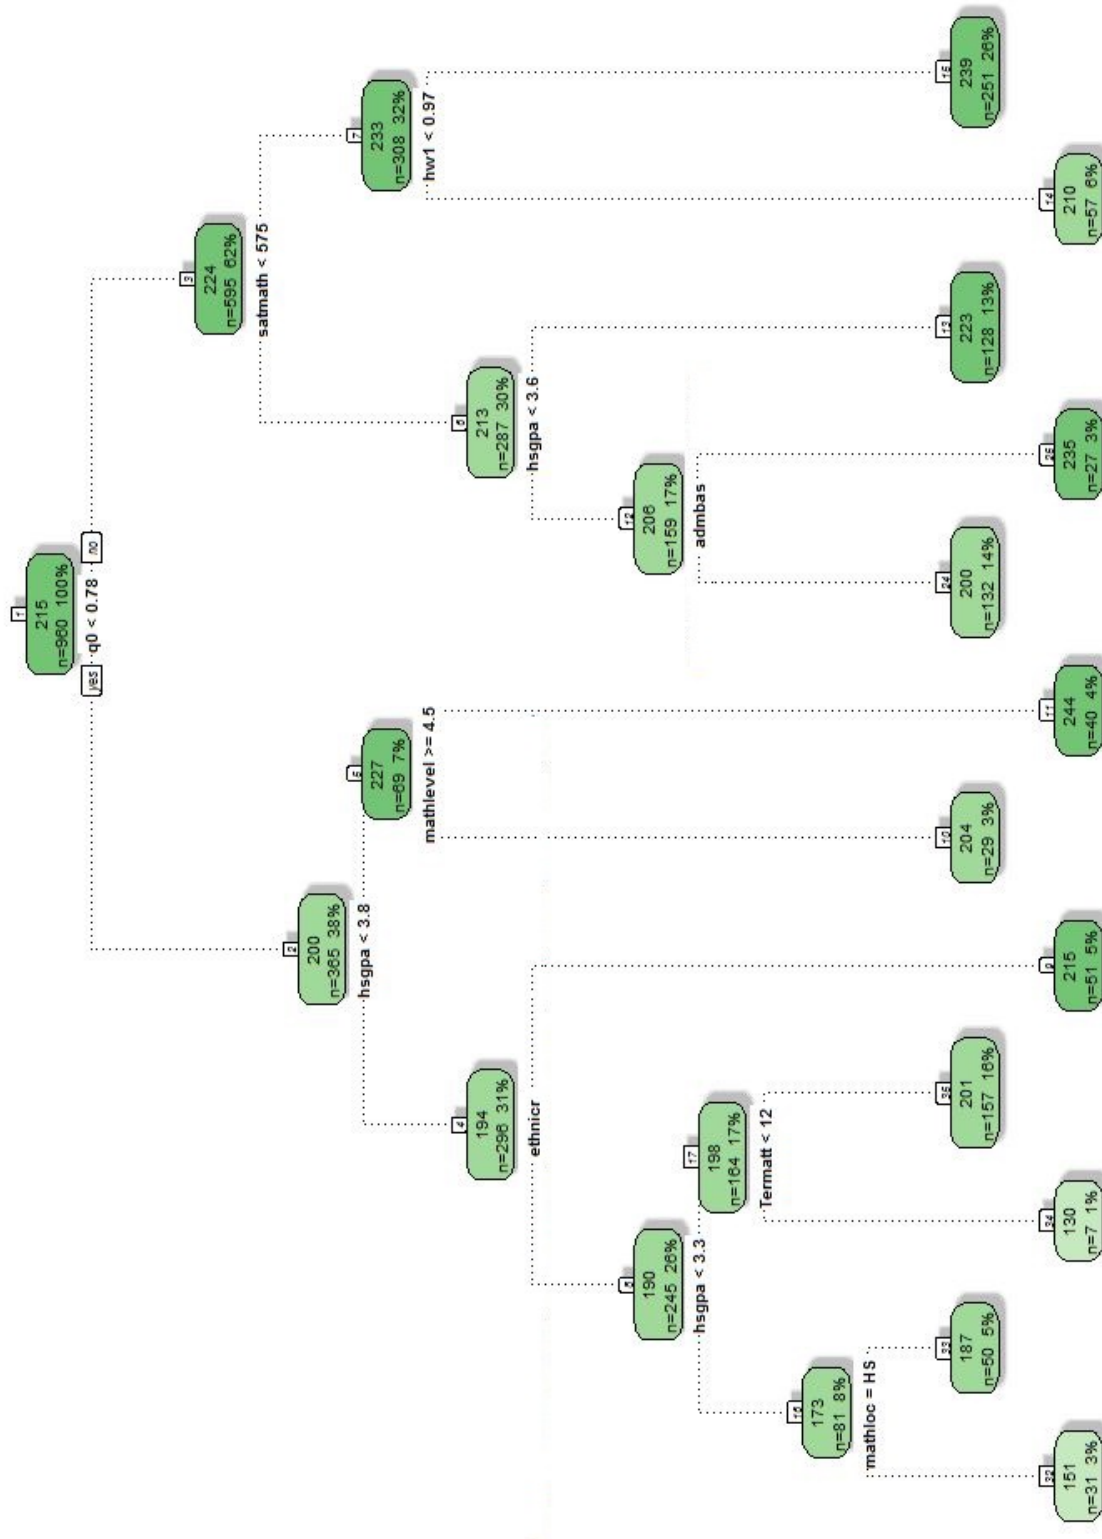 1
215
n=960 100%
yes
q0 < 0.78
no
3
224
n=595 62%
satmath < 575
2
200
n=365 38%
hsgpa < 3.8
7
233
n=308 32%
hw1 < 0.97
5
227
n=69 7%
mathlevel >= 4.5
6
213
n=287 30%
hsgpa < 3.6
4
194
n=296 31%
ethnicr
12
206
n=159 17%
admbas
8
190
n=245 26%
hsgpa < 3.3
17
198
n=164 17%
Termatt < 12
16
173
n=81 8%
mathloc = HS
33
187
n=50 5%
35
201
n=157 16%
10
204
n=29 3%
24
200
n=132 14%
13
223
n=128 13%
15
239
n=251 26%
32
151
n=31 3%
34
130
n=7 1%
9
215
n=51 5%
11
244
n=40 4%
25
235
n=27 3%
14
210
n=57 6%